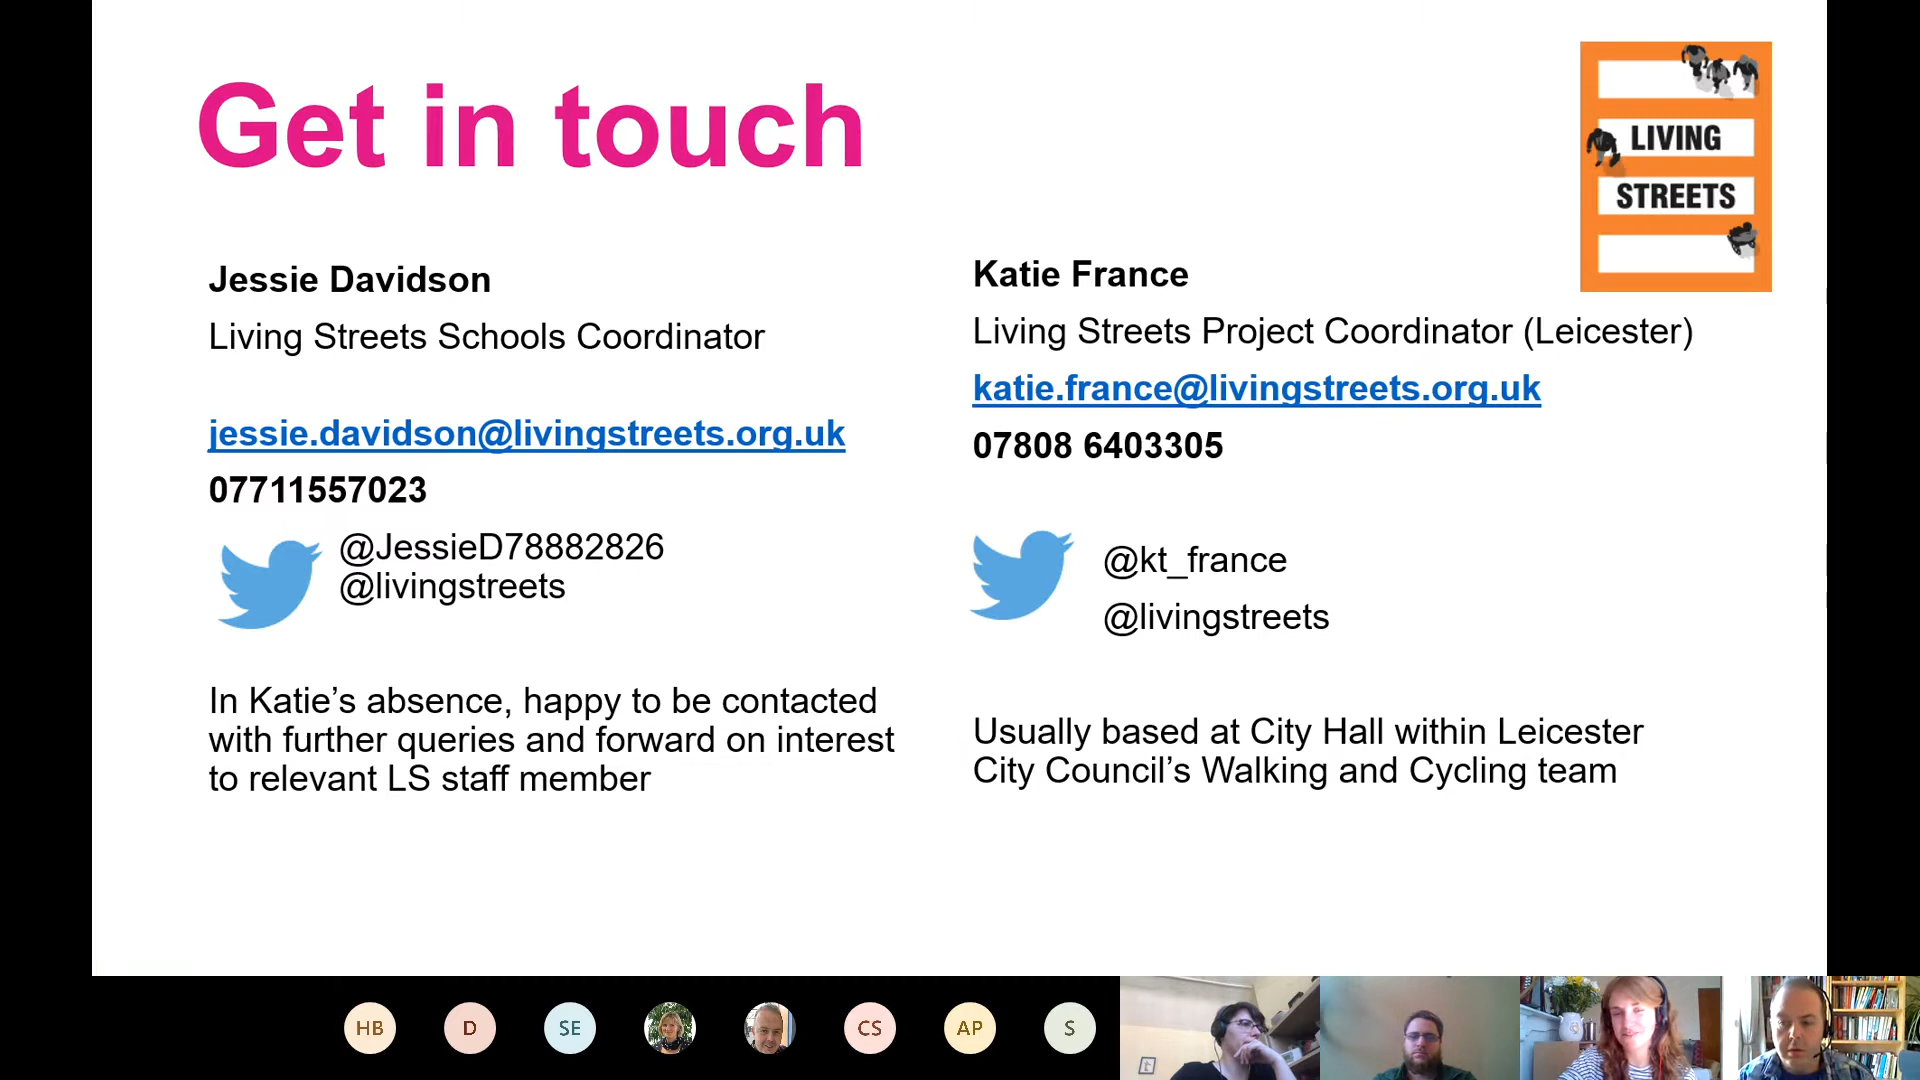 Get in touch
LIVING
STREETS
Jessie Davidson
Living Streets Schools Coordinator
jessie.davidson@livingstreets.org.uk
07711557023
@JessieD78882826
@livingstreets
In Katie’s absence, happy to be contacted
with further queries and forward on interest
to relevant LS staff member
Katie France
Living Streets Project Coordinator (Leicester)
katie.france@livingstreets.org.uk
07808 6403305
@kt_france
@livingstreets
Usually based at City Hall within Leicester
City Council’s Walking and Cycling team
HB
D
SE
CS
AP
S